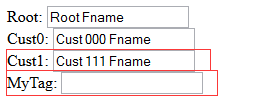 Root: Root Fname
Cust0: Cust 000 Fname
Cust1: Cust 111 Fname
MyTag: